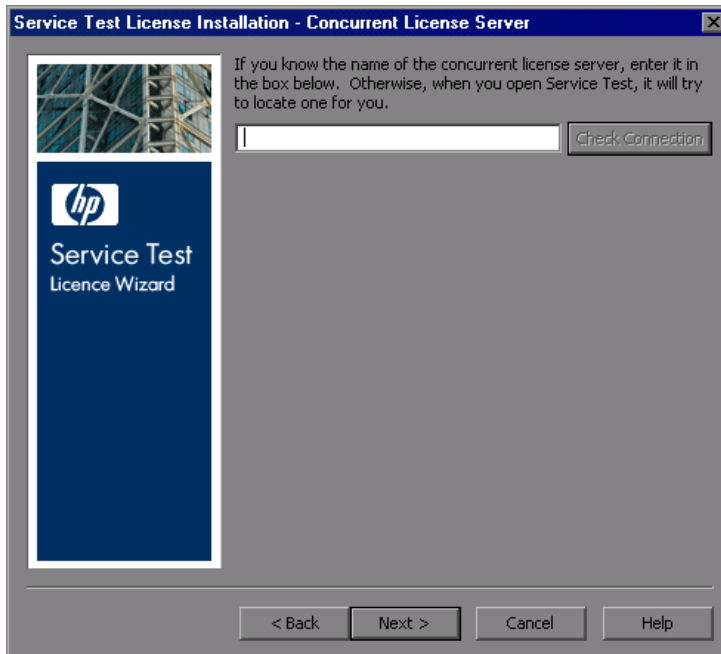 Service Test License Installation - Concurrent License Server
If you know the name of the concurrent license server, enter it in
the box below. Otherwise, when you open Service Test, it will try
to locate one for you.
Check Connection
hp
Service Test
Licence Wizard
< Back
Next >
Cancel
Help